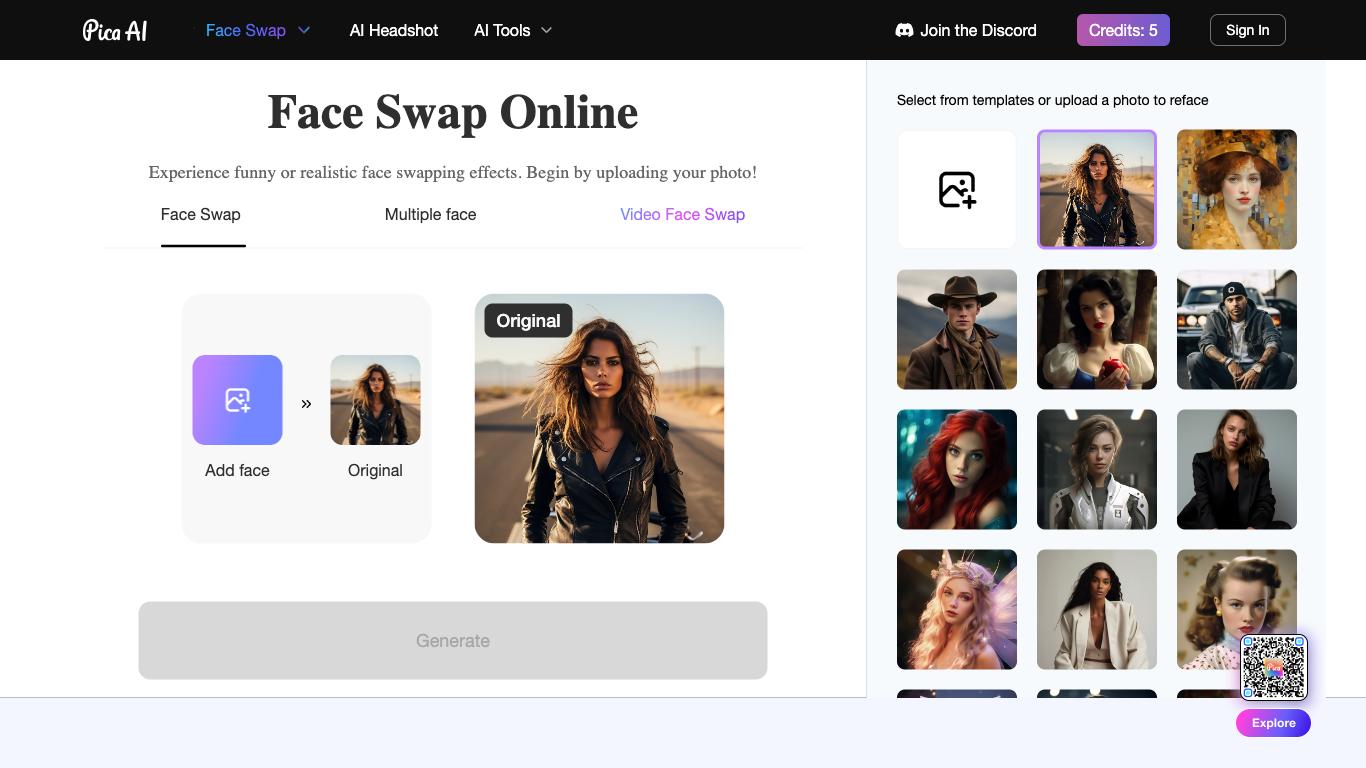 Pica AI
Face Swap
AI Headshot
AI Tools
Join the Discord
Credits: 5
Sign In
Face Swap Online
Experience funny or realistic face swapping effects. Begin by uploading your photo!
Face Swap
Multiple face
Video Face Swap
Add face
»
Original
Original
Generate
Select from templates or upload a photo to reface
Explore